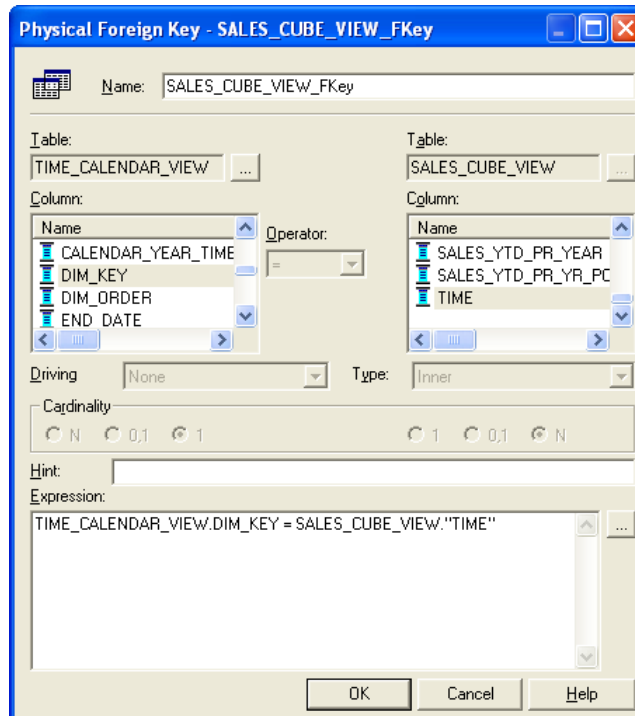 Physical Foreign Key - SALES_CUBE_VIEW_FKey
Name: SALES_CUBE_VIEW_FKey
Table: Table:
TIME_CALENDAR_VIEW ... SALES_CUBE_VIEW ...
Column: Column:
Name Operator: Name
CALENDAR_YEAR_TIME SALES_YTD_PR_YEAR
DIM_KEY = SALES_YTD_PR_YR_PC
DIM_ORDER TIME
END_DATE
Driving None Type: Inner
Cardinality
N 0,1 1 1 0,1 N
Hint:
Expression:
TIME_CALENDAR_VIEW.DIM_KEY = SALES_CUBE_VIEW."TIME" ...
OK Cancel Help